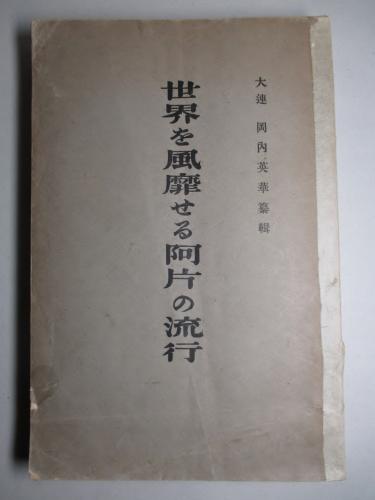 大連 岡内英華纂輯
世界を風靡せる阿片の流行